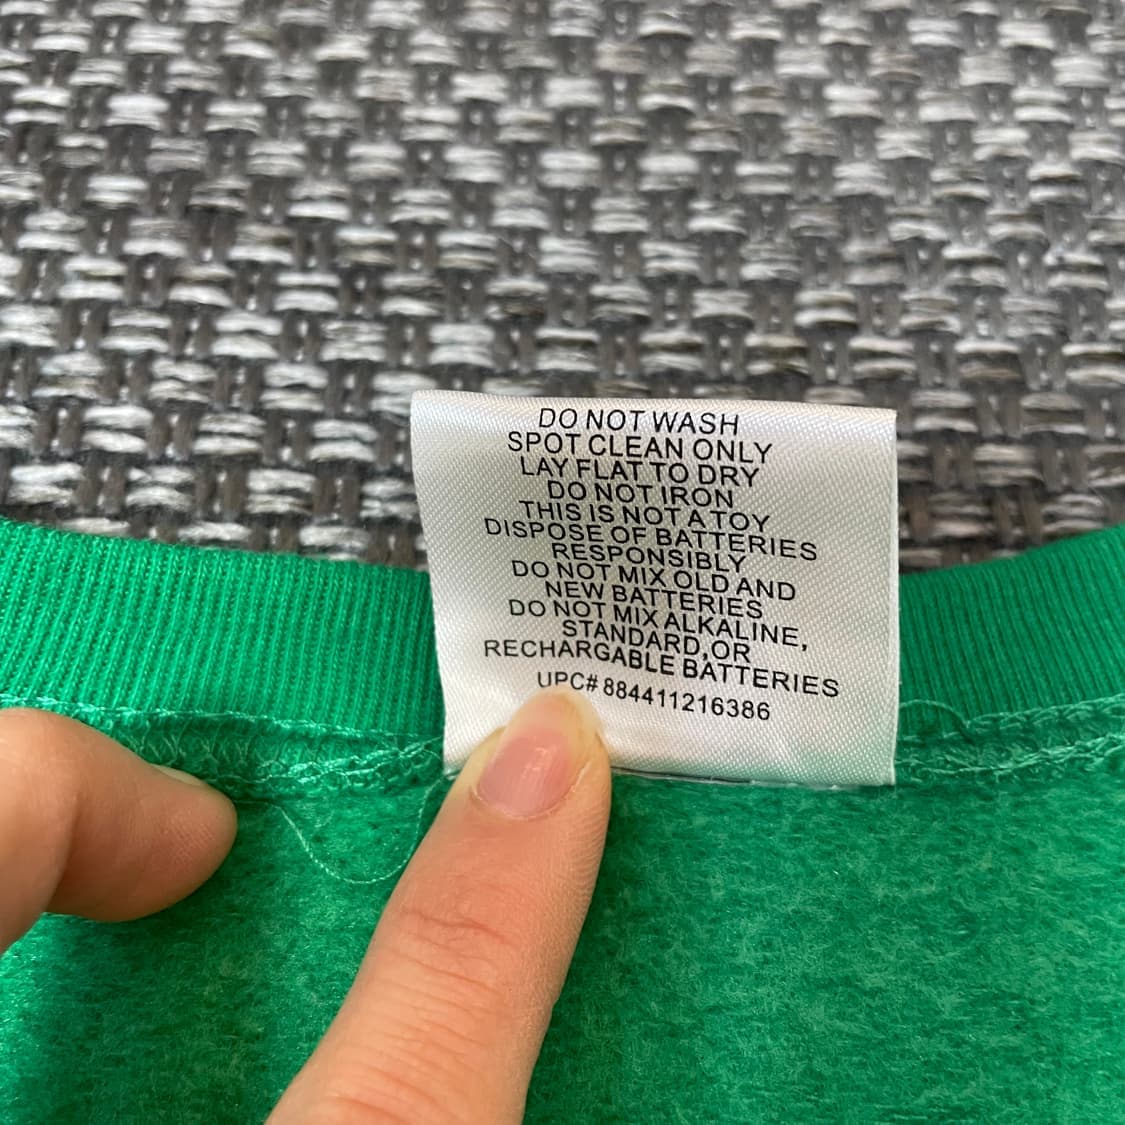 DO NOT WASH
SPOT CLEAN ONLY
LAY FLAT TO DRY
DO NOT IRON
THIS IS NOT A TOY
DISPOSE OF BATTERIES
RESPONSIBLY
DO NOT MIX OLD AND
NEW BATTERIES
DO NOT MIX ALKALINE,
STANDARD,OR
RECHARGABLE BATTERIES
UPC# 884411216386